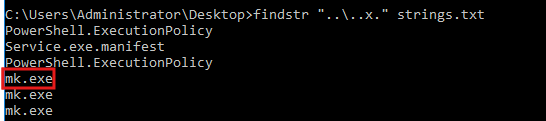 C:\Users\Administrator\Desktop>findstr "..\..x." strings.txt
PowerShell.ExecutionPolicy
Service.exe.manifest
PowerShell.ExecutionPolicy
mk.exe
mk.exe
mk.exe